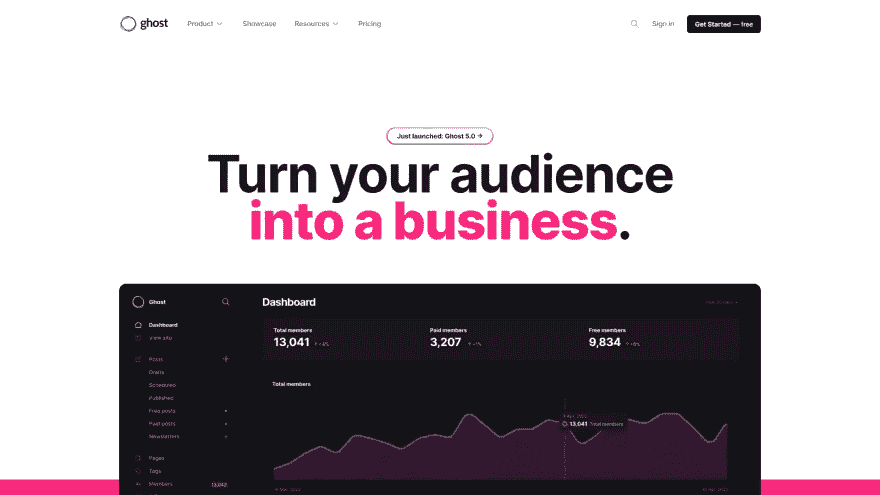 ghost
Product
Showcase
Resources
Pricing
Sign in
Get Started — free
Just launched: Ghost 5.0 →
Turn your audience
into a business.
Ghost
Dashboard
View site
Posts
Drafts
Scheduled
Published
Free posts
Paid posts
Newsletters
Pages
Tags
Members 13,042
Dashboard
Total members
13,041
Paid members
3,207
Free members
9,834
Total members
13,041 Total members